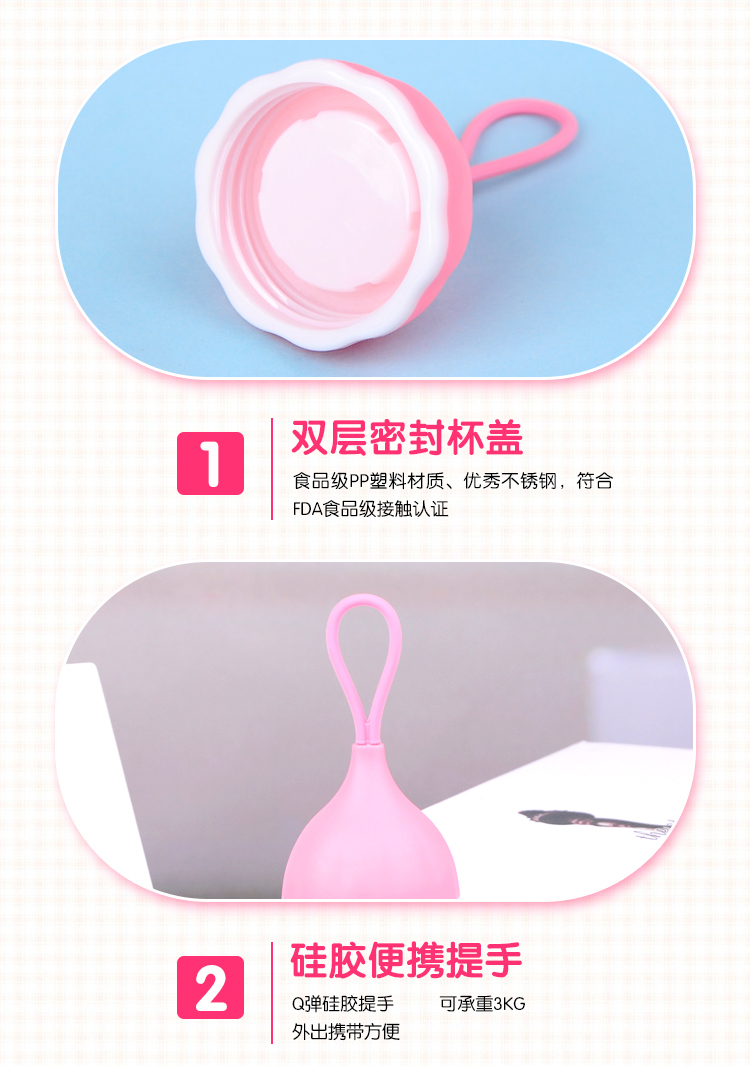 1
双层密封杯盖
食品级PP塑料材质、优秀不锈钢，符合
FDA食品级接触认证
2
硅胶便携提手
Q弹硅胶提手 可承重3KG
外出携带方便